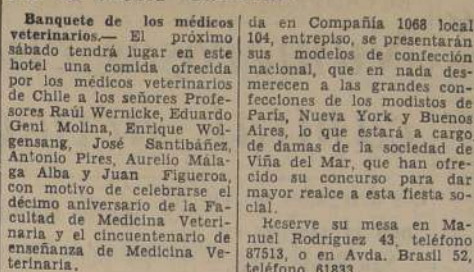 Banquete de los médicos
veterinarios.— El próximo
sábado tendrá lugar en este
hotel una comida ofrecida
por los médicos veterinarios
de Chile a los señores Profe-
sores Raúl Wernicke, Eduardo
Geni Molina, Enrique Wol-
gensang, José Santibáñez,
Antonio Pires, Aurelio Mála-
ga Alba y Juan Figueroa,
con motivo de celebrarse el
décimo aniversario de la Fa-
cultad de Medicina Veteri-
naria y el cincuentenario de
enseñanza de Medicina Ve-
terinaria.
da en Compañía 1068 local
104, entrepiso, se presentarán
sus modelos de confección
nacional, que en nada des-
merecen a las grandes con-
fecciones de los modistos de
París, Nueva York y Buenos
Aires, lo que estará a cargo
de damas de la sociedad de
Viña del Mar, que han ofre-
cido su concurso para dar
mayor realce a esta fiesta so-
cial.
Reserve su mesa en Ma-
nuel Rodríguez 43, teléfono
87513, o en Avda. Brasil 52,
teléfono 61833